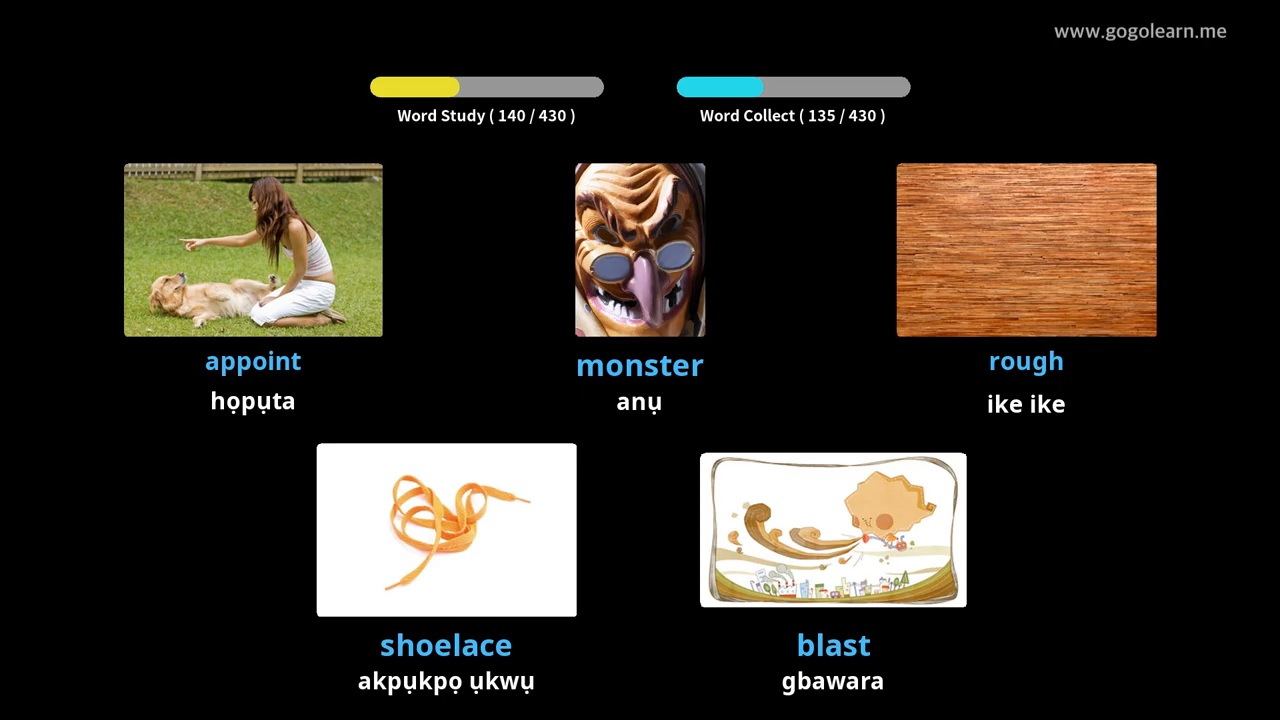 www.gogolearn.me
Word Study ( 140 / 430 )
Word Collect ( 135 / 430 )
appoint
họpụta
monster
anụ
rough
ike ike
shoelace
akpụkpọ ụkwụ
blast
gbawara